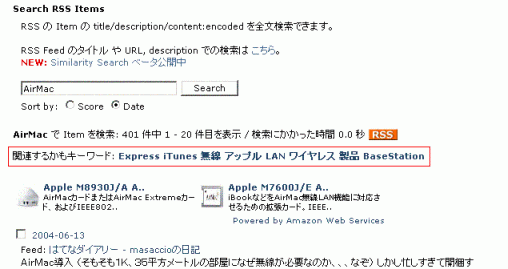 Search RSS Items
RSS の Item の title/description/content:encoded を全文検索できます。
RSS Feed のタイトル や URL, description での検索は こちら。
NEW: Similarity Search ベータ公開中
AirMac Search
Sort by: Score Date
AirMac で Item を検索: 401 件中 1 - 20 件目を表示 / 検索にかかった時間 0.0 秒 RSS
関連するかもキーワード: Express iTunes 無線 アップル LAN ワイヤレス 製品 BaseStation
Apple M8930J/A A..
AirMacカードまたはAirMac Extremeカード、およびIEEE802..
Apple M7600J/E A..
iBookなどをAirMac無線LAN機能に対応させるための拡張カード。IEEE..
Powered by Amazon Web Services
2004-06-13
Feed: はてなダイアリー - masaccioの日記
AirMac導入 （そもそも1K、35平方メートルの部屋になぜ無線が必要なのか、、、なぞ）しかし忙しすぎて開梱す